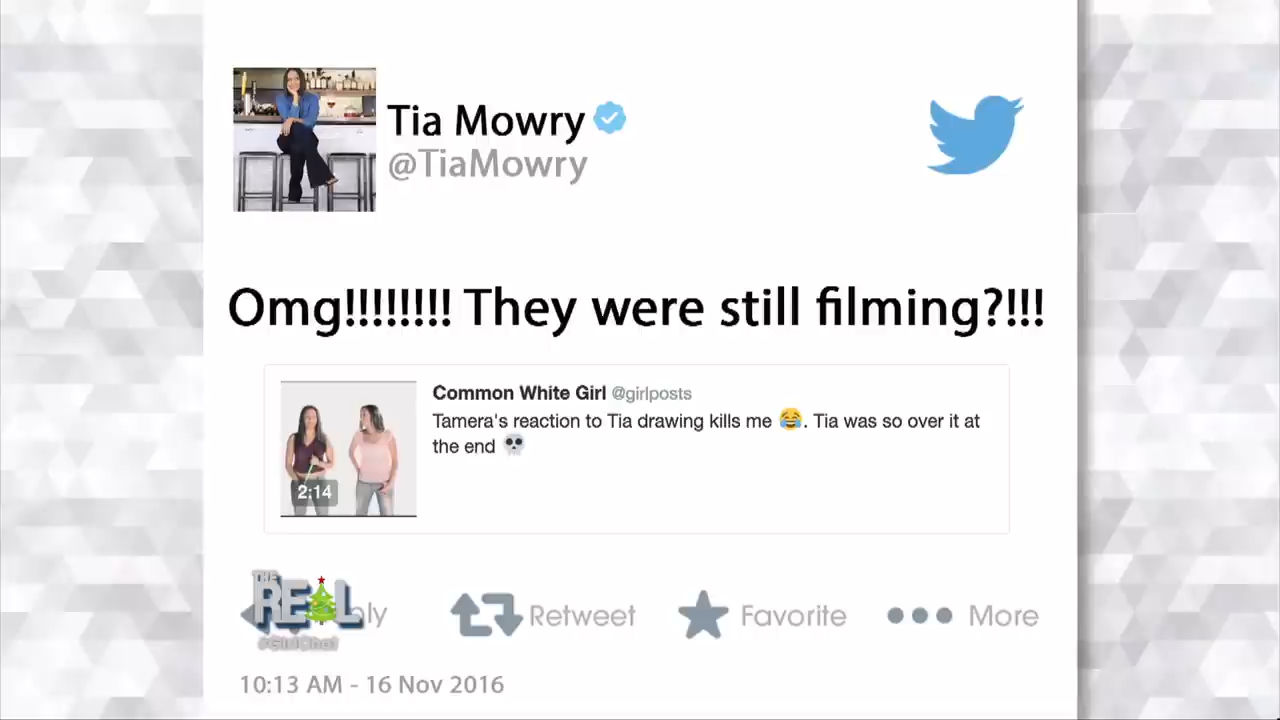 Tia Mowry
@TiaMowry
Omg!!!!!!!! They were still filming?!!!
Common White Girl @girlposts
Tamera's reaction to Tia drawing kills me 😂. Tia was so over it at
the end 💀
2:14
THE
REAL
#GirlChat
ly
Retweet
Favorite
More
10:13 AM - 16 Nov 2016